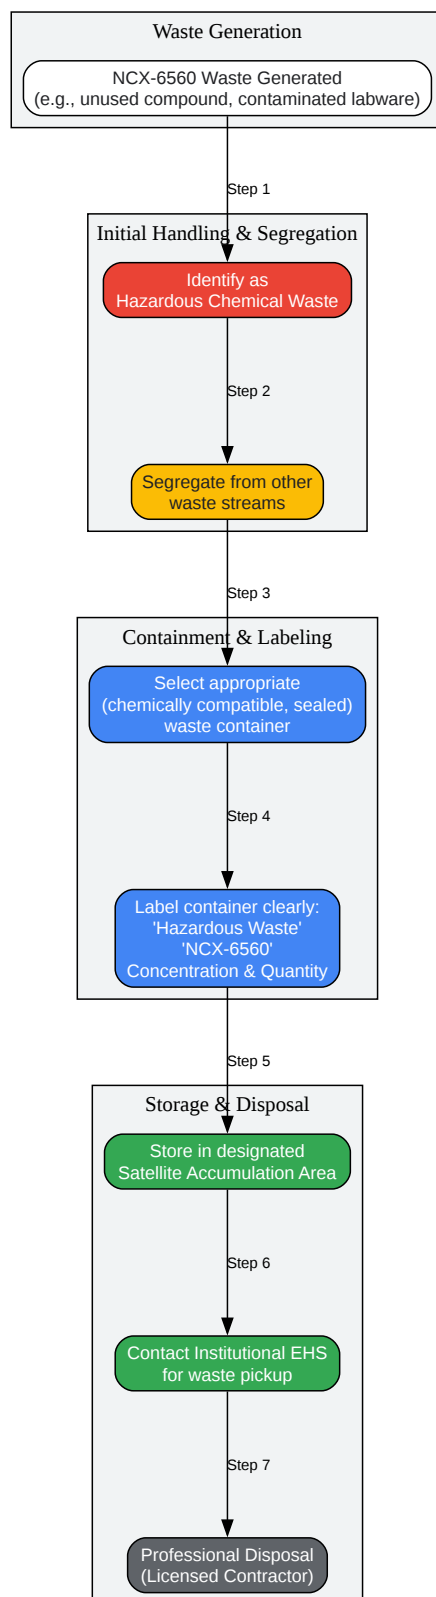 Waste Generation
NCX-6560 Waste Generated
(e.g., unused compound, contaminated labware)
Step 1
Initial Handling & Segregation
Identify as
Hazardous Chemical Waste
Step 2
Segregate from other
waste streams
Step 3
Containment & Labeling
Select appropriate
(chemically compatible, sealed)
waste container
Step 4
Label container clearly:
'Hazardous Waste'
'NCX-6560'
Concentration & Quantity
Step 5
Storage & Disposal
Store in designated
Satellite Accumulation Area
Step 6
Contact Institutional EHS
for waste pickup
Step 7
Professional Disposal
(Licensed Contractor)